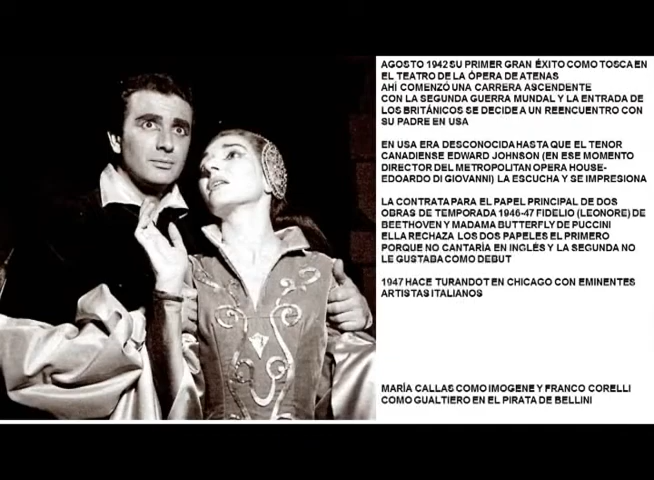 AGOSTO 1942 SU PRIMER GRAN ÉXITO COMO TOSCA EN
EL TEATRO DE LA ÓPERA DE ATENAS
AHÍ COMENZÓ UNA CARRERA ASCENDENTE
CON LA SEGUNDA GUERRA MUNDAL Y LA ENTRADA DE
LOS BRITÁNICOS SE DECIDE A UN REENCUENTRO CON
SU PADRE EN USA
EN USA ERA DESCONOCIDA HASTA QUE EL TENOR
CANADIENSE EDWARD JOHNSON (EN ESE MOMENTO
DIRECTOR DEL METROPOLITAN OPERA HOUSE-
EDOARDO DI GIOVANNI) LA ESCUCHA Y SE IMPRESIONA
LA CONTRATA PARA EL PAPEL PRINCIPAL DE DOS
OBRAS DE TEMPORADA 1946-47 FIDELIO (LEONORE) DE
BEETHOVEN Y MADAMA BUTTERFLY DE PUCCINI
ELLA RECHAZA LOS DOS PAPELES EL PRIMERO
PORQUE NO CANTARÍA EN INGLÉS Y LA SEGUNDA NO
LE GUSTABA COMO DEBUT
1947 HACE TURANDOT EN CHICAGO CON EMINENTES
ARTISTAS ITALIANOS
MARÍA CALLAS COMO IMOGENE Y FRANCO CORELLI
COMO GUALTIERO EN EL PIRATA DE BELLINI